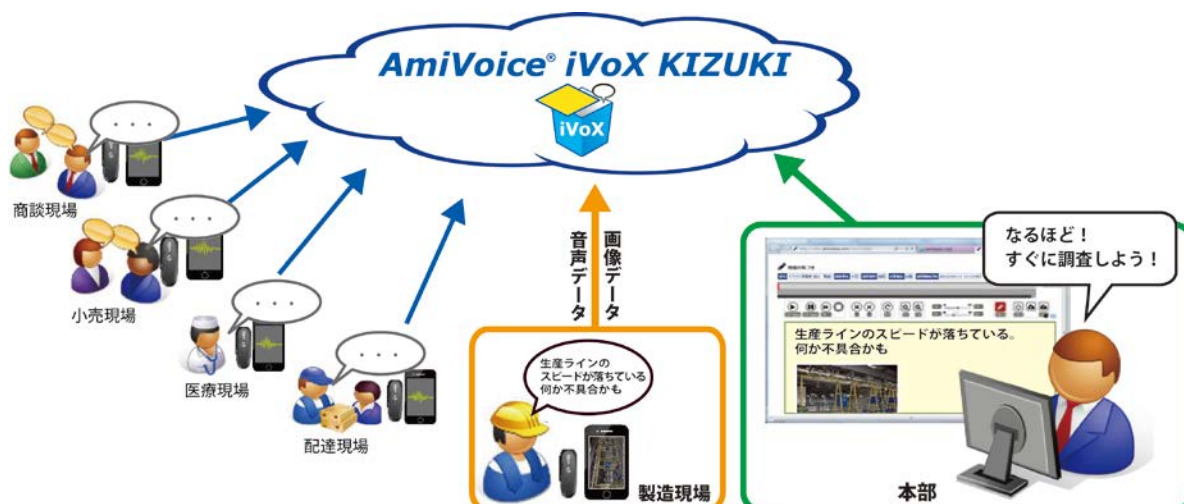 AmiVoice® iVoX KIZUKI
iVoX
・・・
商談現場
・・・
小売現場
・・・
医療現場
・・・
配達現場
音声データ
画像データ
生産ラインの
スピードが落ちている
何か不具合かも
製造現場
なるほど！
すぐに調査しよう！
生産ラインのスピードが落ちている。
何か不具合かも
本部